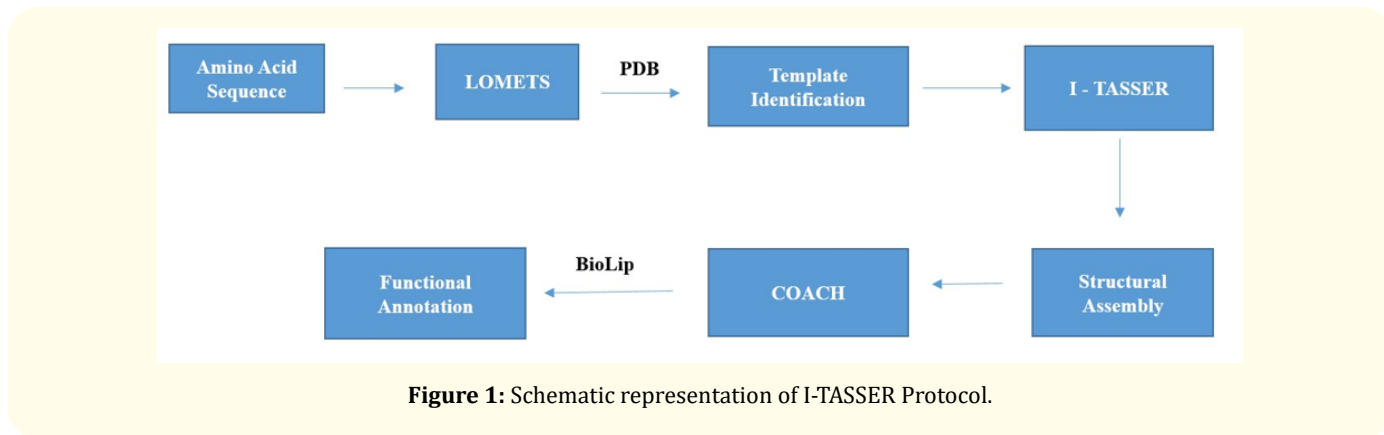 Amino Acid
Sequence
LOMETS
PDB
Template
Identification
I - TASSER
Structural
Assembly
COACH
BioLip
Functional
Annotation
Figure 1: Schematic representation of I-TASSER Protocol.